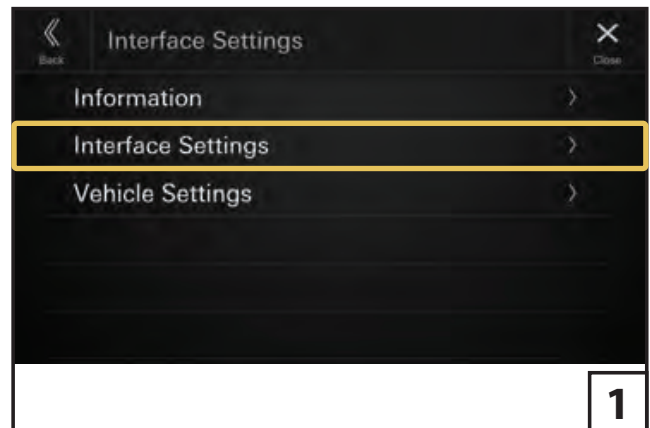 Interface Settings
Back
Close
Information
Interface Settings
Vehicle Settings
1